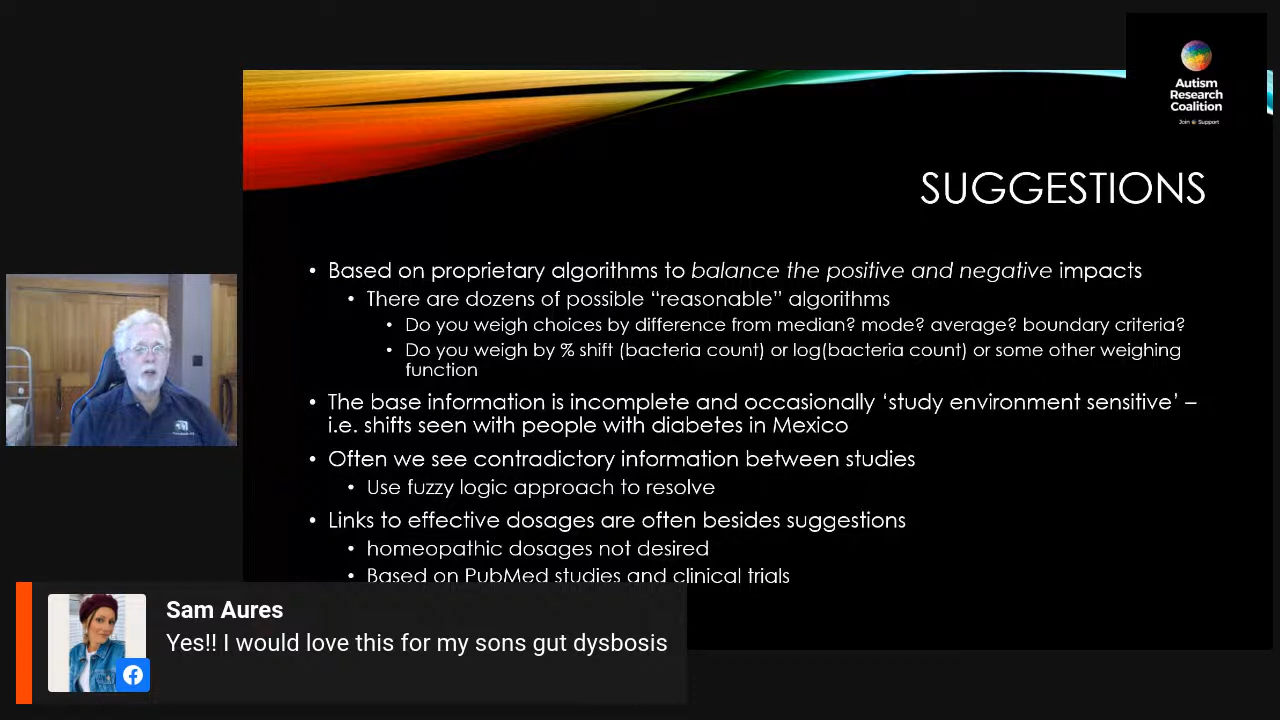 Autism
Research
Coalition
Join & Support
SUGGESTIONS
• Based on proprietary algorithms to balance the positive and negative impacts
• There are dozens of possible “reasonable” algorithms
• Do you weigh choices by difference from median? mode? average? boundary criteria?
• Do you weigh by % shift (bacteria count) or log(bacteria count) or some other weighing
function
• The base information is incomplete and occasionally ‘study environment sensitive’ –
i.e. shifts seen with people with diabetes in Mexico
• Often we see contradictory information between studies
• Use fuzzy logic approach to resolve
• Links to effective dosages are often besides suggestions
• homeopathic dosages not desired
• Based on PubMed studies and clinical trials
Sam Aures
Yes!! I would love this for my sons gut dysbosis